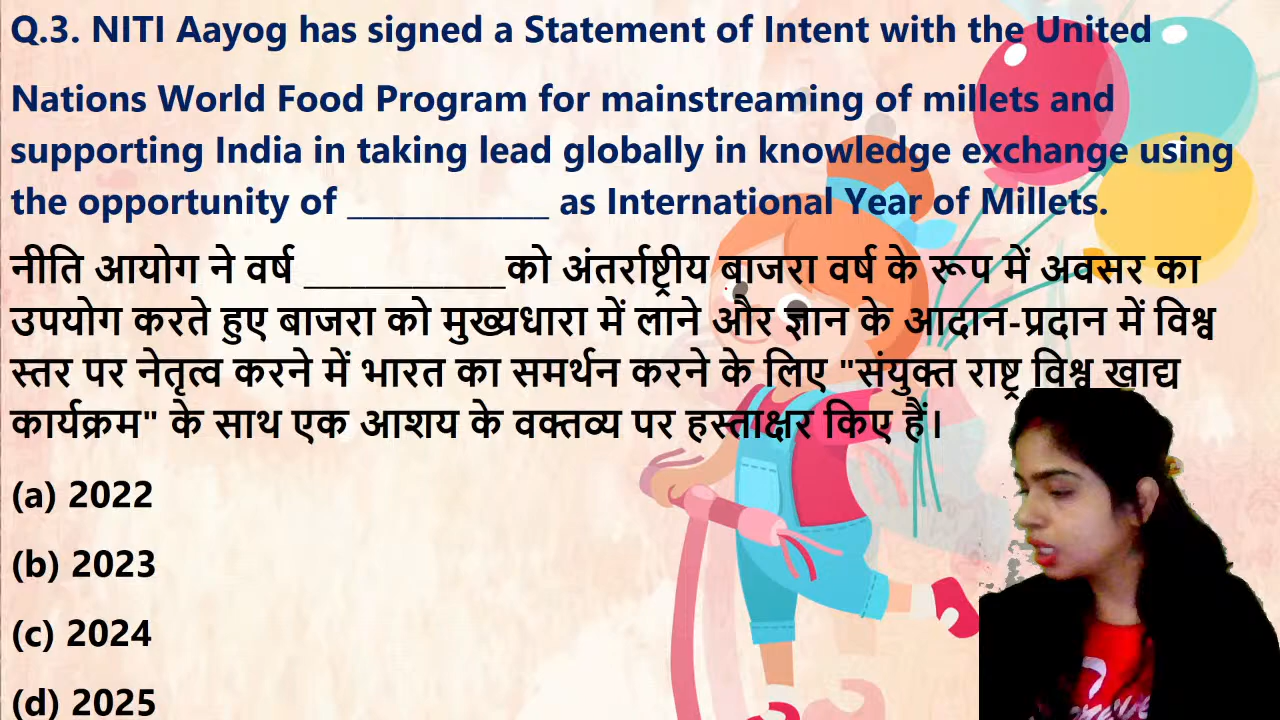 Q.3. NITI Aayog has signed a Statement of Intent with the United
Nations World Food Program for mainstreaming of millets and
supporting India in taking lead globally in knowledge exchange using
the opportunity of _____________ as International Year of Millets.
नीति आयोग ने वर्ष _____________को अंतर्राष्ट्रीय बाजरा वर्ष के रूप में अवसर का
उपयोग करते हुए बाजरा को मुख्यधारा में लाने और ज्ञान के आदान-प्रदान में विश्व
स्तर पर नेतृत्व करने में भारत का समर्थन करने के लिए "संयुक्त राष्ट्र विश्व खाद्य
कार्यक्रम" के साथ एक आशय के वक्तव्य पर हस्ताक्षर किए हैं।
(a) 2022
(b) 2023
(c) 2024
(d) 2025